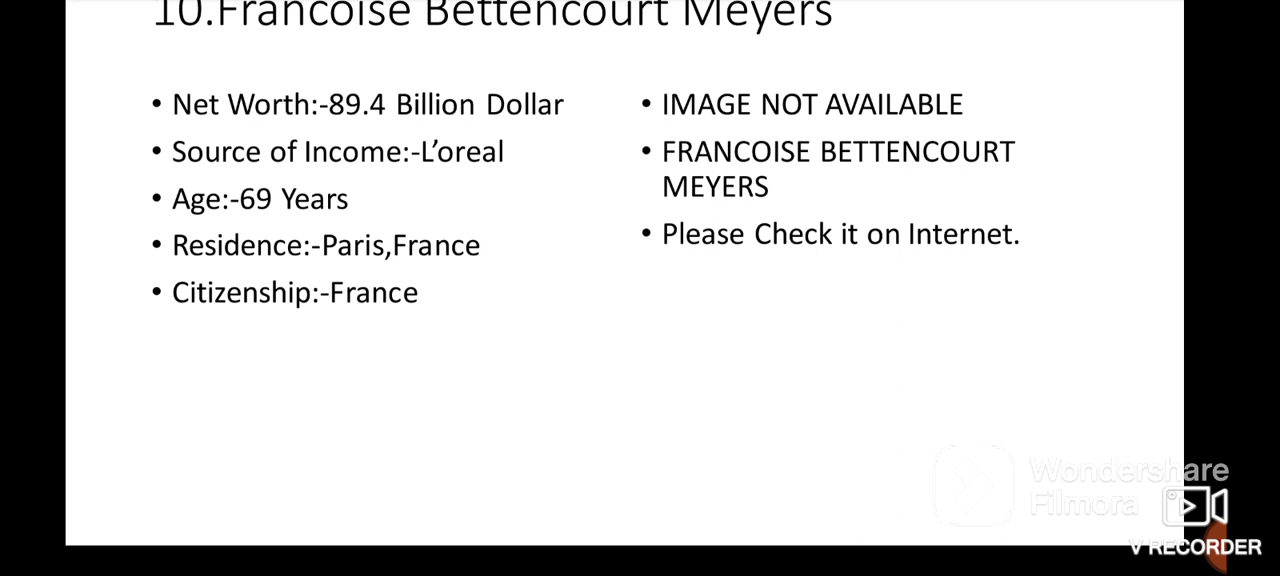 10.Francoise Bettencourt Meyers
• Net Worth:-89.4 Billion Dollar
• Source of Income:-L’oreal
• Age:-69 Years
• Residence:-Paris,France
• Citizenship:-France
• IMAGE NOT AVAILABLE
• FRANCOISE BETTENCOURT
MEYERS
• Please Check it on Internet.
Wondershare
Filmora
V RECORDER